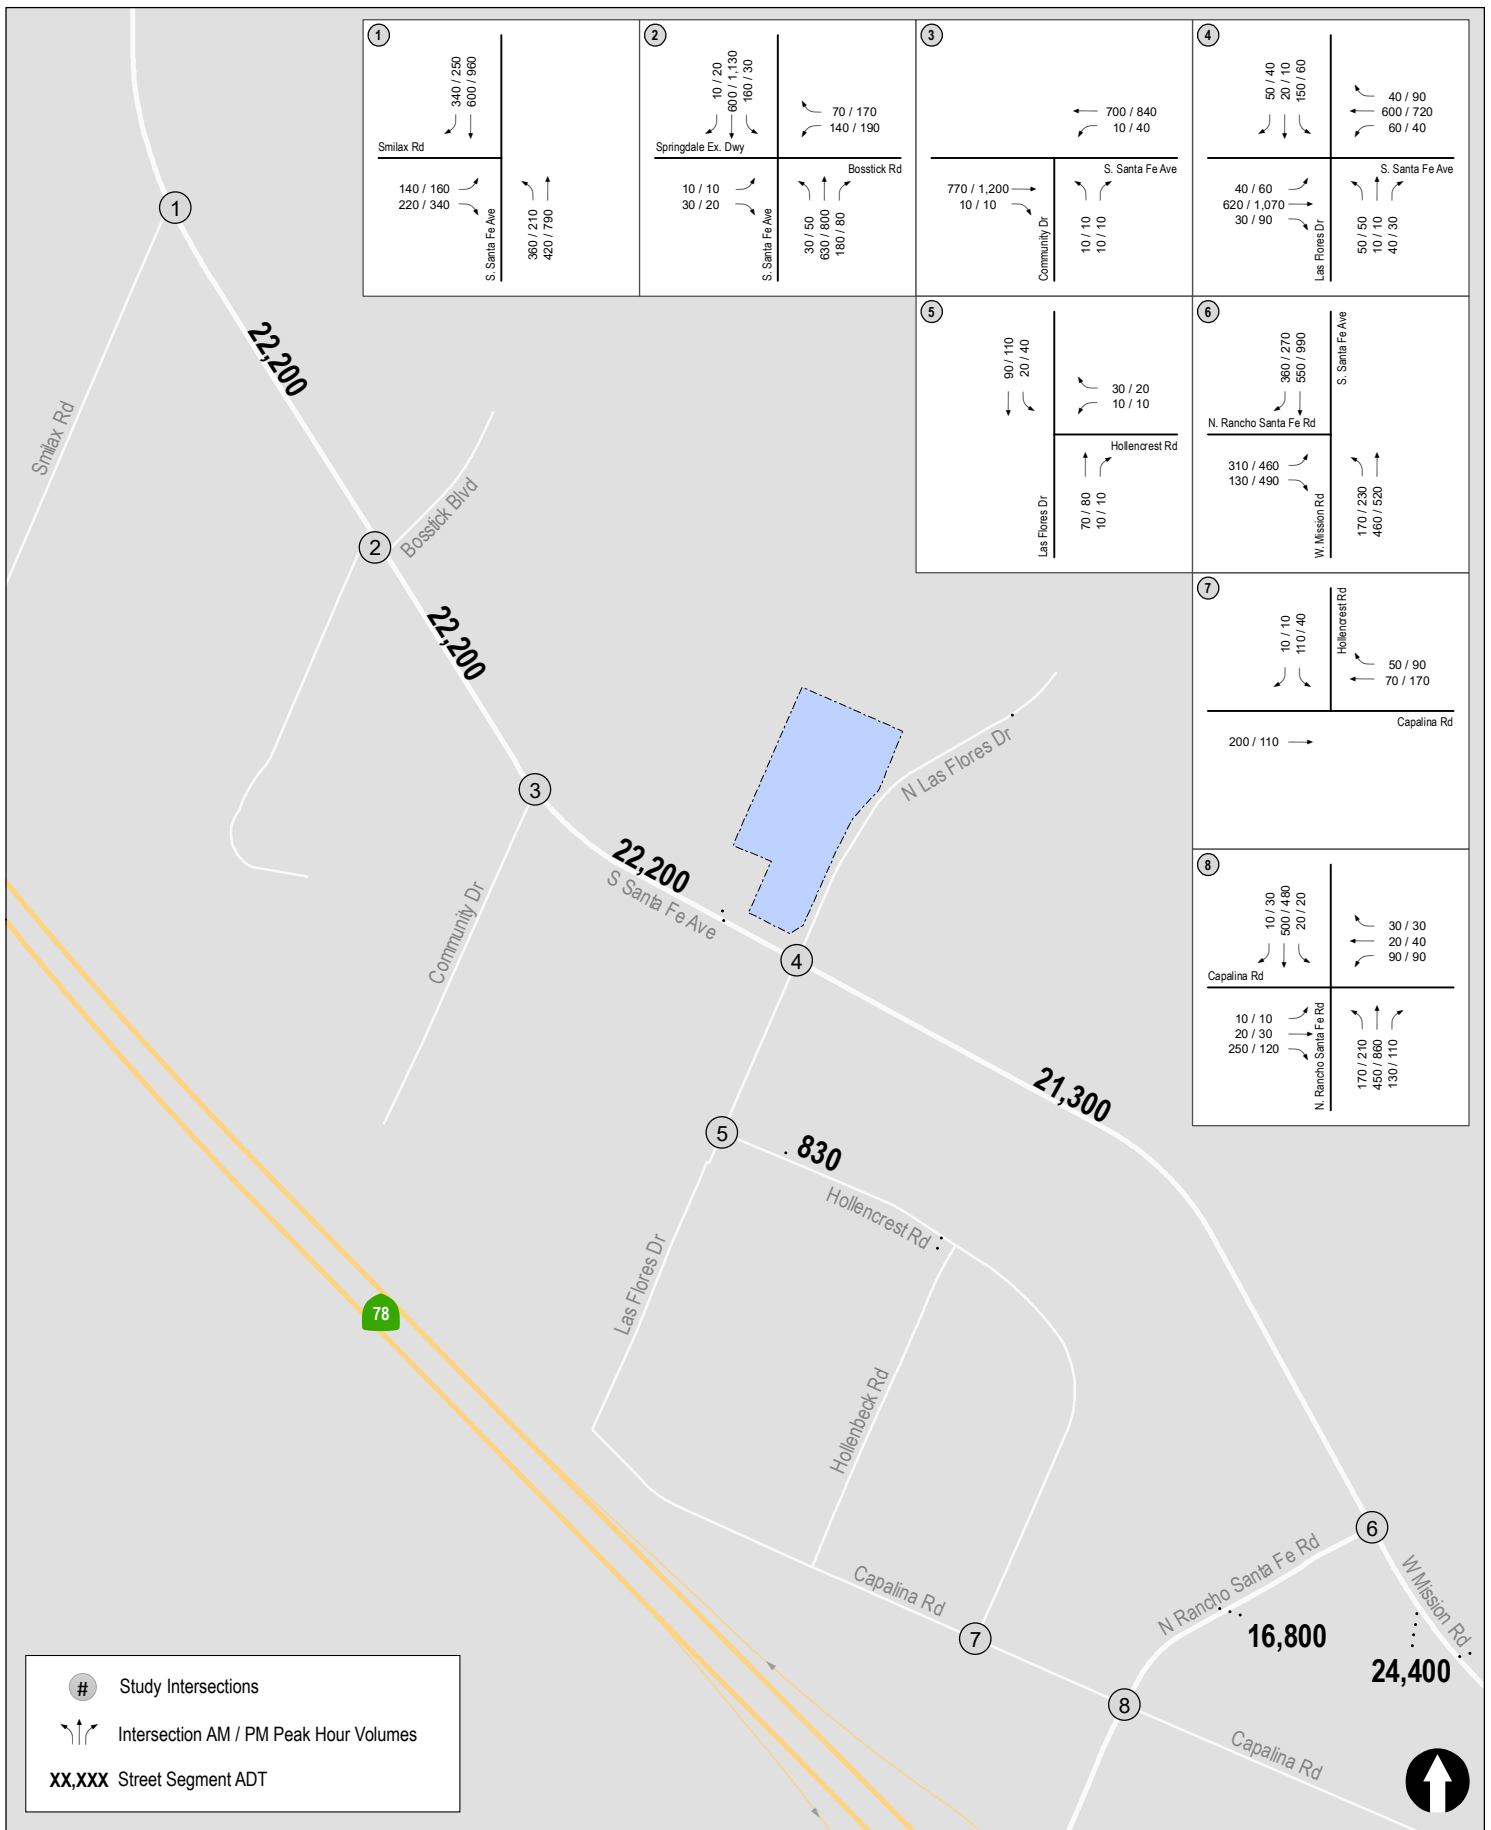 1
340 / 250
600 / 960
Smilax Rd
140 / 160
220 / 340
S. Santa Fe Ave
360 / 210
420 / 790
2
10 / 20
600 / 1,130
160 / 30
70 / 170
140 / 190
Springdale Ex. Dwy
Bosstick Rd
10 / 10
30 / 20
S. Santa Fe Ave
30 / 50
630 / 800
180 / 80
3
700 / 840
10 / 40
S. Santa Fe Ave
770 / 1,200
10 / 10
Community Dr
10 / 10
10 / 10
4
50 / 40
20 / 10
150 / 60
40 / 90
600 / 720
60 / 40
S. Santa Fe Ave
40 / 60
620 / 1,070
30 / 90
Las Flores Dr
50 / 50
10 / 10
40 / 30
5
90 / 110
20 / 40
30 / 20
10 / 10
Hollencrest Rd
Las Flores Dr
70 / 80
10 / 10
6
360 / 270
550 / 990
S. Santa Fe Ave
N. Rancho Santa Fe Rd
310 / 460
130 / 490
W. Mission Rd
170 / 230
460 / 520
7
10 / 10
110 / 40
Hollencrest Rd
50 / 90
70 / 170
Capalina Rd
200 / 110
8
10 / 30
500 / 480
20 / 20
30 / 30
20 / 40
90 / 90
Capalina Rd
10 / 10
20 / 30
250 / 120
N. Rancho Santa Fe Rd
170 / 210
450 / 860
130 / 110
1
22,200
Smilax Rd
2
Bosstick Blvd
22,200
3
N Las Flores Dr
22,200
S Santa Fe Ave
Community Dr
4
21,300
5
830
Hollencrest Rd
Las Flores Dr
78
Hollenbeck Rd
6
N Rancho Santa Fe Rd
W Mission Rd
Capalina Rd
7
16,800
24,400
8
Capalina Rd
# Study Intersections
Intersection AM / PM Peak Hour Volumes
XX,XXX Street Segment ADT